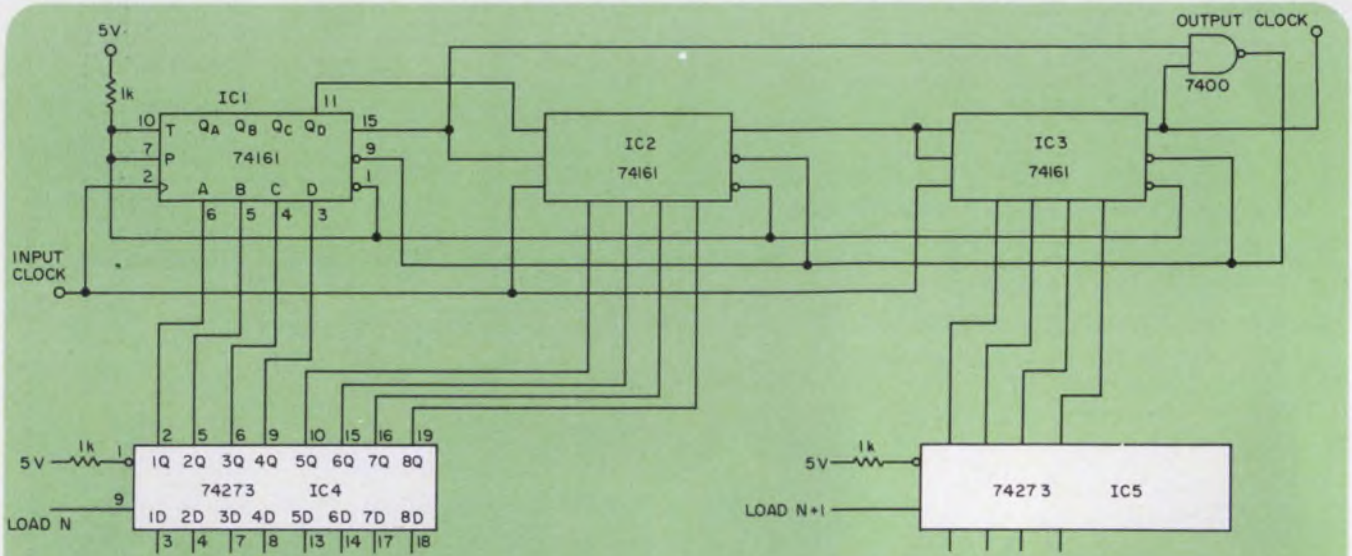 OUTPUT CLOCK
5V
1k
7400
IC1
11
10 T QA QB QC QD 15
7 P 74161 9
2 A B C D 1
6 5 4 3
IC2
74161
IC3
74161
INPUT
CLOCK
2 5 6 9 10 15 16 19
5V 1k 1 1Q 2Q 3Q 4Q 5Q 6Q 7Q 8Q
74273 IC4
LOAD N 9
1D 2D 3D 4D 5D 6D 7D 8D
3 4 7 8 13 14 17 18
5V 1k
74273 IC5
LOAD N+1